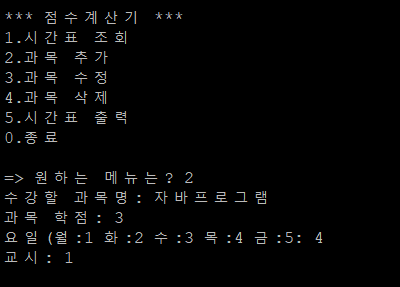 *** 점수계산기 ***
1.시간표 조회
2.과목 추가
3.과목 수정
4.과목 삭제
5.시간표 출력
0.종료
=> 원하는 메뉴는? 2
수강할 과목명: 자바프로그램
과목 학점: 3
요일(월:1 화:2 수:3 목:4 금:5: 4
교시: 1